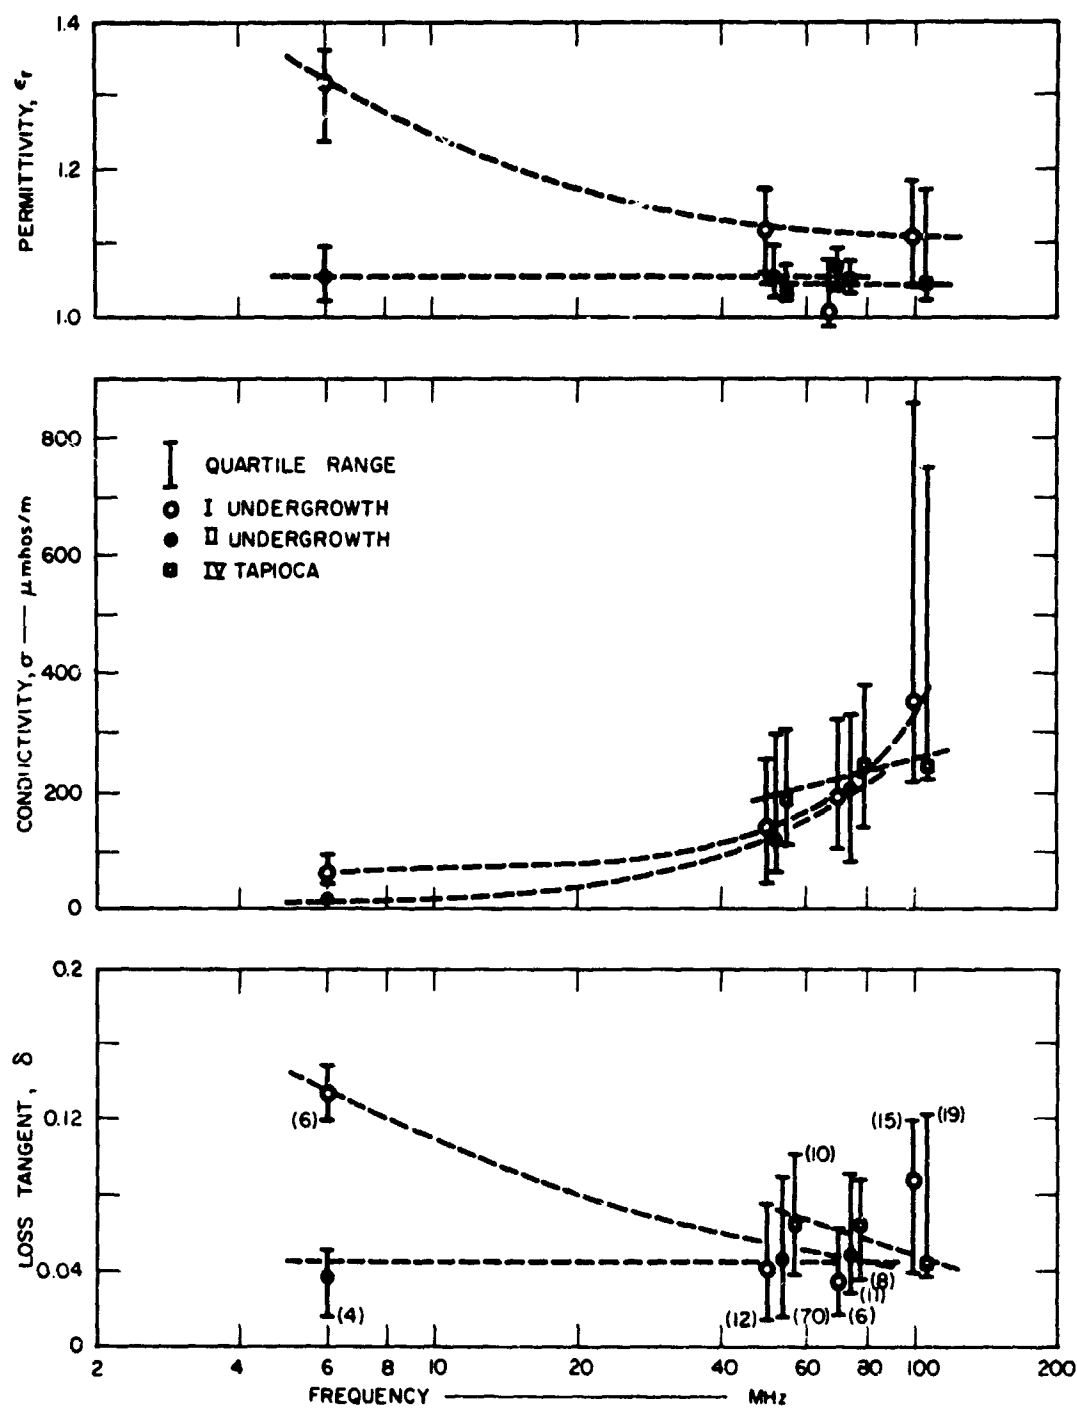 1.4
1.2
1.0
PERMITTIVITY, εr
800
600
400
200
0
CONDUCTIVITY, σ — μmhos/m
QUARTILE RANGE
I UNDERGROWTH
II UNDERGROWTH
IV TAPIOCA
0.2
0.12
0.04
0
LOSS TANGENT, δ
(6)
(4)
(10)
(15)
(19)
(12)
(70)
(6)
(11)
(8)
2 4 6 8 10 20 40 60 80 100 200
FREQUENCY — MHz